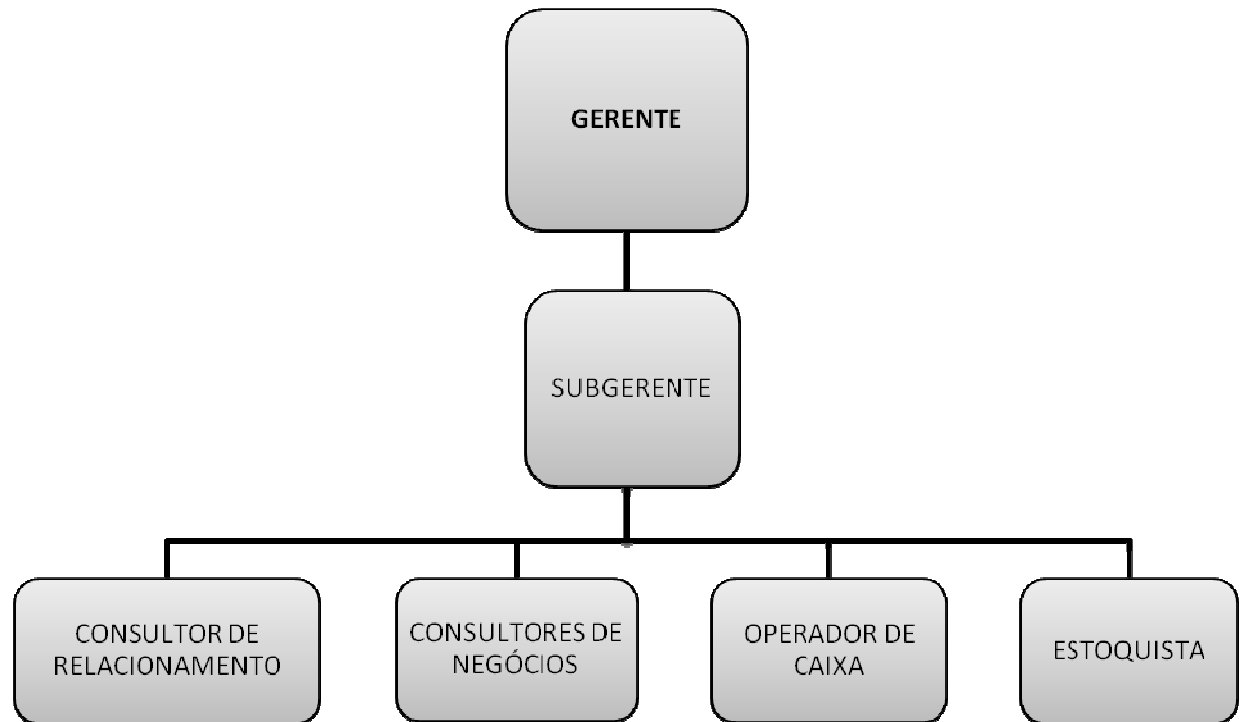 GERENTE
SUBGERENTE
CONSULTOR DE
RELACIONAMENTO
CONSULTORES DE
NEGÓCIOS
OPERADOR DE
CAIXA
ESTOQUISTA